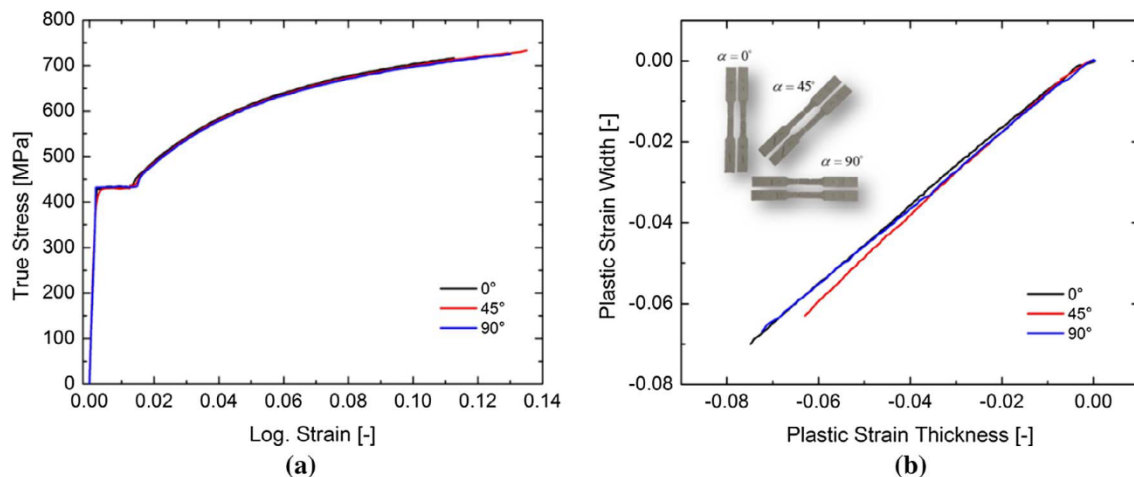 True Stress [MPa]
800
700
600
500
400
300
200
100
0
0°
45°
90°
0.00 0.02 0.04 0.06 0.08 0.10 0.12 0.14
Log. Strain [-]
(a)
Plastic Strain Width [-]
0.00
-0.02
-0.04
-0.06
-0.08
α = 0°
α = 45°
α = 90°
0°
45°
90°
-0.08 -0.06 -0.04 -0.02 0.00
Plastic Strain Thickness [-]
(b)